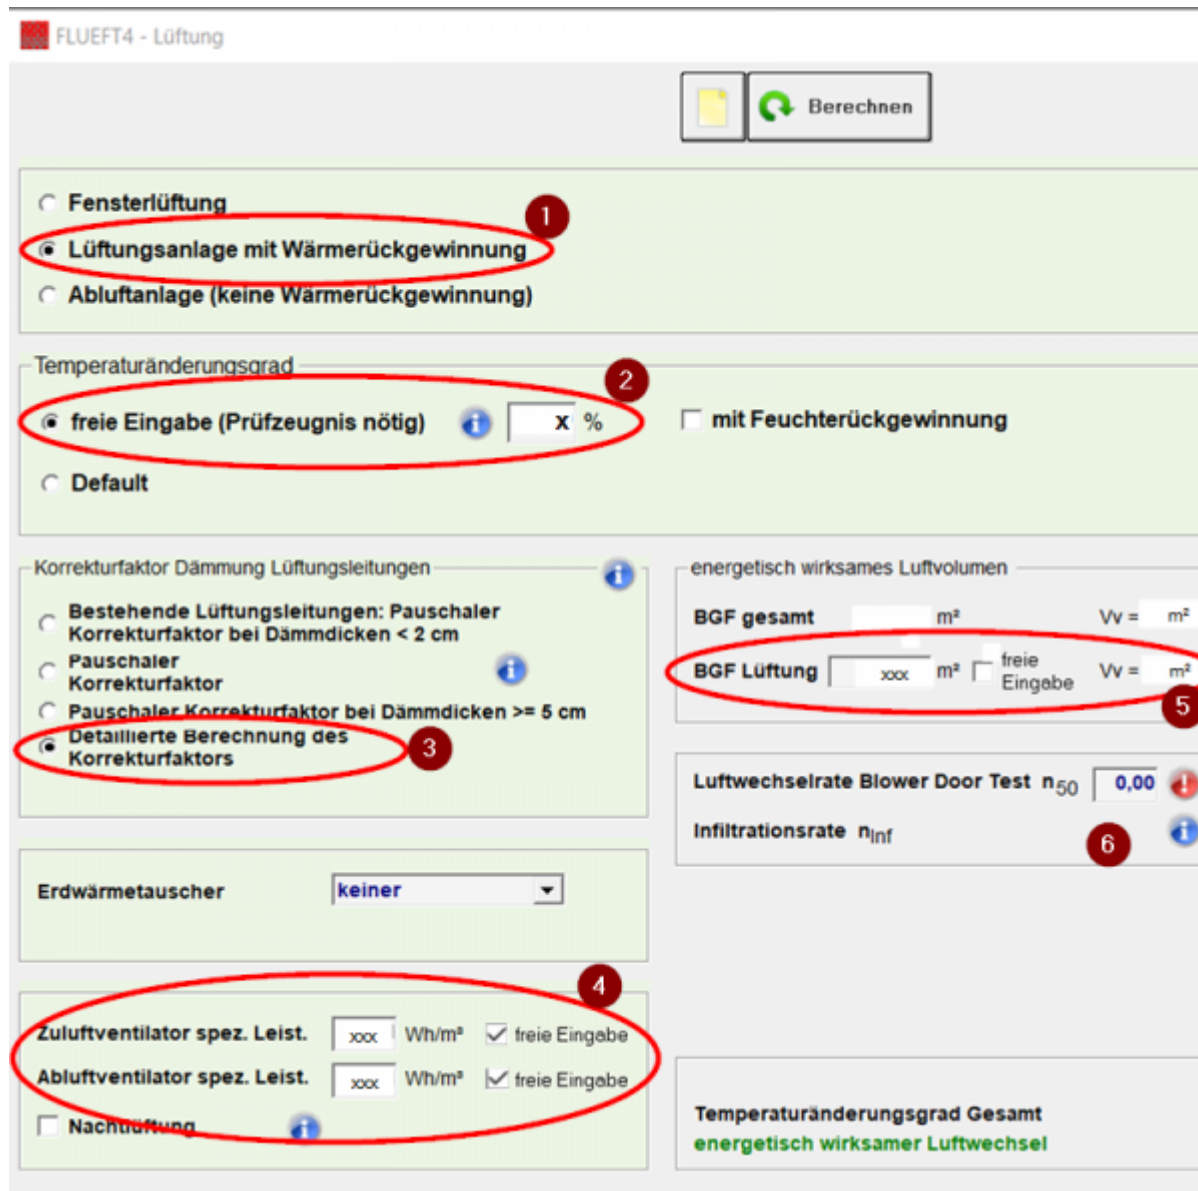 FLUEFT4 - Lüftung
Berechnen
Fensterlüftung
1
Lüftungsanlage mit Wärmerückgewinnung
Abluftanlage (keine Wärmerückgewinnung)
Temperaturänderungsgrad
2
freie Eingabe (Prüfzeugnis nötig) i x % mit Feuchterückgewinnung
Default
Korrekturfaktor Dämmung Lüftungsleitungen i
Bestehende Lüftungsleitungen: Pauschaler
Korrekturfaktor bei Dämmdicken < 2 cm
Pauschaler
Korrekturfaktor i
Pauschaler Korrekturfaktor bei Dämmdicken >= 5 cm
Detaillierte Berechnung des
Korrekturfaktors
3
energetisch wirksames Luftvolumen
BGF gesamt m² Vv = m²
BGF Lüftung xxx m² freie
Eingabe Vv = m²
5
Luftwechselrate Blower Door Test n50 0,00 !
Infiltrationsrate nInf i
6
Erdwärmetauscher keiner
4
Zuluftventilator spez. Leist. xxx Wh/m³ freie Eingabe
Abluftventilator spez. Leist. xxx Wh/m³ freie Eingabe
Nachtlüftung i
Temperaturänderungsgrad Gesamt
energetisch wirksamer Luftwechsel